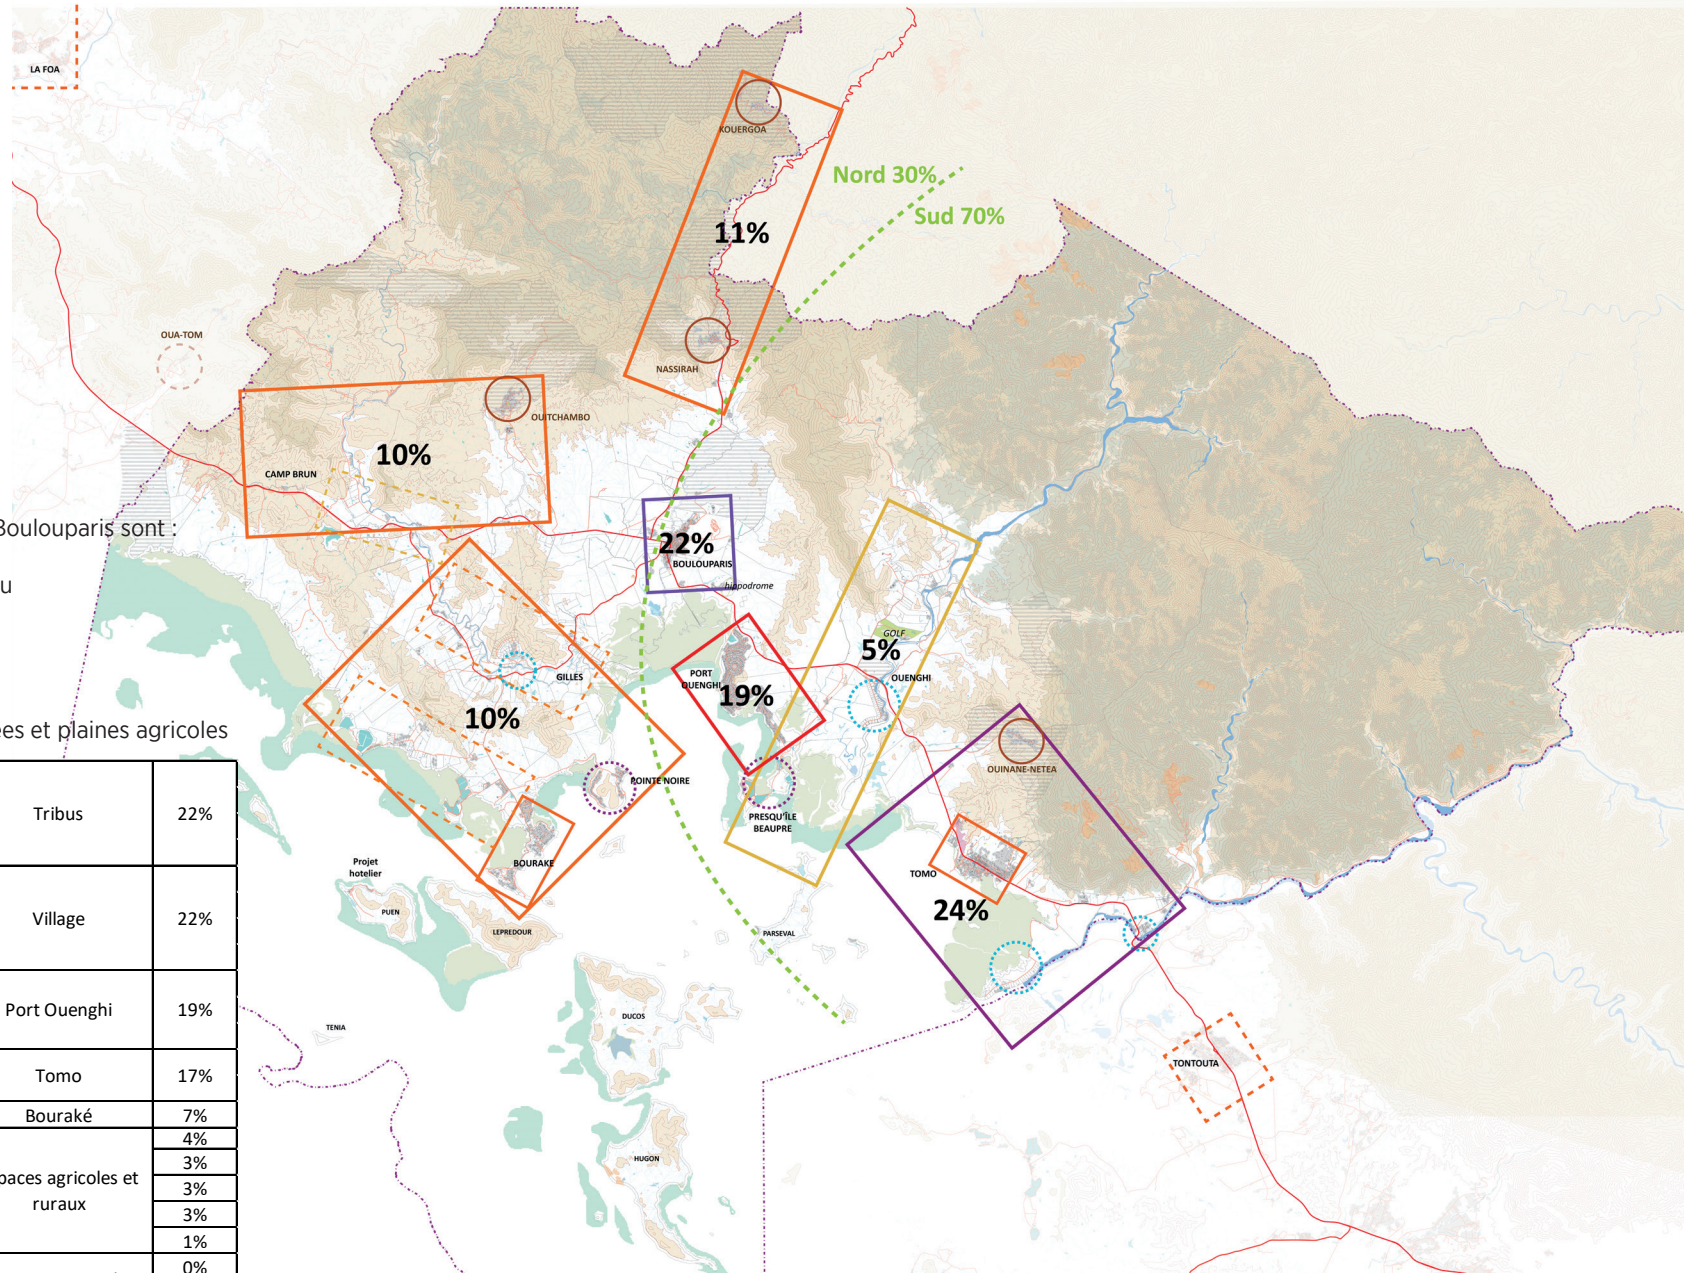 LA FOA
KOUERGOA
Nord 30%
Sud 70%
11%
OUA-TOM
NASSIRAH
OUITCHAMBO
10%
CAMP BRUN
Boulouparis sont :
22%
BOULOUPARIS
hippodrome
GOLF
5%
OUENGHI
PORT
OUENGHI
19%
GILLES
10%
es et plaines agricoles
POINTE NOIRE
OUINANE-NETEA
PRESQU'ÎLE
BEAUPRE
BOURAKE
Projet
hotelier
PUEN
LEPREDOUR
TOMO
24%
PARSEVAL
TENIA
DUCOS
TONTOUTA
HUGON
Tribus 22%
Village 22%
Port Ouenghi 19%
Tomo 17%
Bouraké 7%
4%
3%
paces agricoles et
ruraux
3%
3%
1%
0%